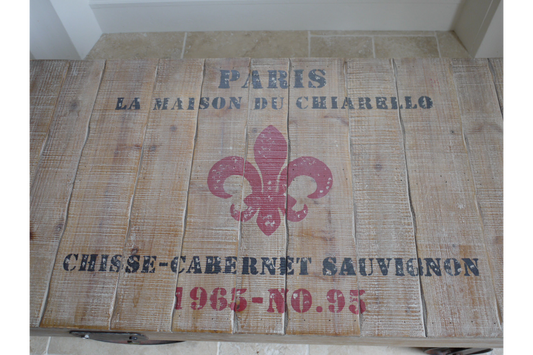 PARIS
LA MAISON DU CHIARELLO
CHISSE-CABERNET SAUVIGNON
1965-NO.95